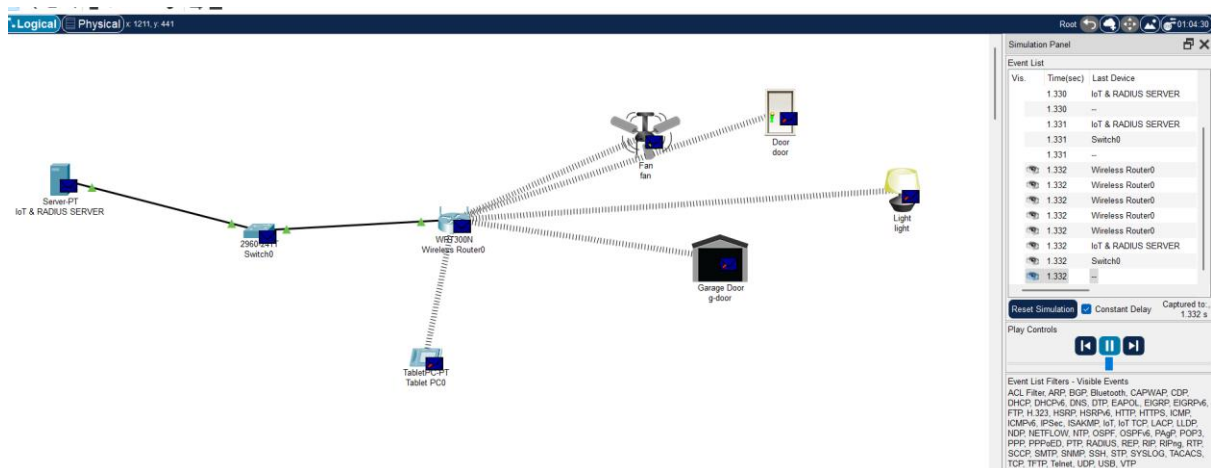 Logical Physical x: 1211, y: 441
Root 01:04:30
Simulation Panel
Event List
Vis. Time(sec) Last Device
1.330 IoT & RADIUS SERVER
1.330 --
1.331 IoT & RADIUS SERVER
1.331 Switch0
1.331 --
1.332 Wireless Router0
1.332 Wireless Router0
1.332 Wireless Router0
1.332 Wireless Router0
1.332 Wireless Router0
1.332 IoT & RADIUS SERVER
1.332 Switch0
1.332 --
Reset Simulation Constant Delay Captured to:
1.332 s
Play Controls
Event List Filters - Visible Events
ACL Filter, ARP, BGP, Bluetooth, CAPWAP, CDP,
DHCP, DHCPv6, DNS, DTP, EAPOL, EIGRP, EIGRPv6,
FTP, H.323, HSRP, HSRPv6, HTTP, HTTPS, ICMP,
ICMPv6, IPSec, ISAKMP, IoT, IoT TCP, LACP, LLDP,
NDP, NETFLOW, NTP, OSPF, OSPFv6, PAgP, POP3,
PPP, PPPoED, PTP, RADIUS, REP, RIP, RIPng, RTP,
SCCP, SMTP, SNMP, SSH, STP, SYSLOG, TACACS,
TCP, TFTP, Telnet, UDP, USB, VTP
Server-PT
IoT & RADIUS SERVER
Switch0
Wireless Router0
TabletPC-PT
Tablet PC0
Fan
fan
Door
door
Light
light
Garage Door
g-door